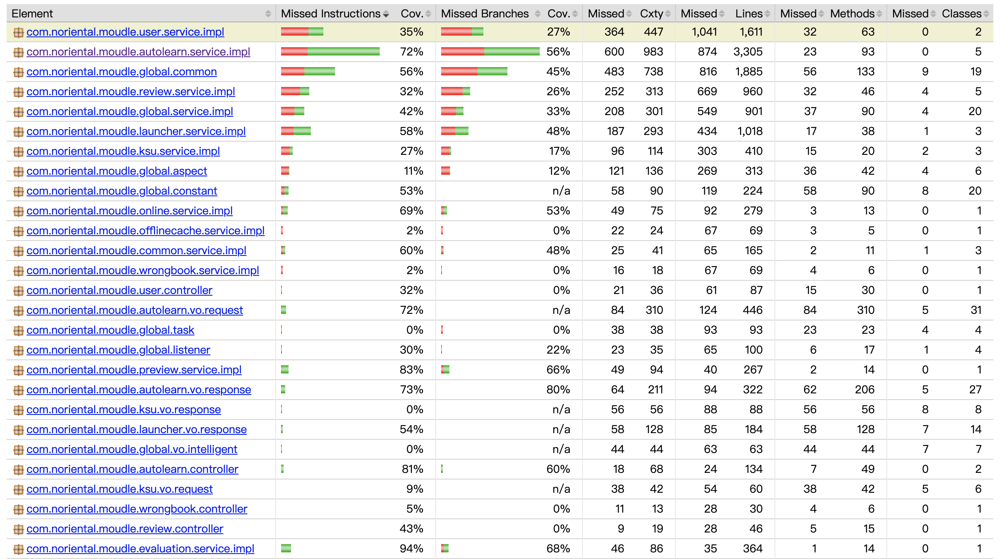 Element Missed Instructions Cov. Missed Branches Cov. Missed Cxty Missed Lines Missed Methods Missed Classes
com.noriental.moudle.user.service.impl 35% 27% 364 447 1,041 1,611 32 63 0 2
com.noriental.moudle.autolearn.service.impl 72% 56% 600 983 874 3,305 23 93 0 5
com.noriental.moudle.global.common 56% 45% 483 738 816 1,885 56 133 9 19
com.noriental.moudle.review.service.impl 32% 26% 252 313 669 960 32 46 4 5
com.noriental.moudle.global.service.impl 42% 33% 208 301 549 901 37 90 4 20
com.noriental.moudle.launcher.service.impl 58% 48% 187 293 434 1,018 17 38 1 3
com.noriental.moudle.ksu.service.impl 27% 17% 96 114 303 410 15 20 2 3
com.noriental.moudle.global.aspect 11% 12% 121 136 269 313 36 42 4 6
com.noriental.moudle.global.constant 53% n/a 58 90 119 224 58 90 8 20
com.noriental.moudle.online.service.impl 69% 53% 49 75 92 279 3 13 0 1
com.noriental.moudle.offlinecache.service.impl 2% 0% 22 24 67 69 3 5 0 1
com.noriental.moudle.common.service.impl 60% 48% 25 41 65 165 2 11 1 3
com.noriental.moudle.wrongbook.service.impl 2% 0% 16 18 67 69 4 6 0 1
com.noriental.moudle.user.controller 32% 0% 21 36 61 87 15 30 0 1
com.noriental.moudle.autolearn.vo.request 72% n/a 84 310 124 446 84 310 5 31
com.noriental.moudle.global.task 0% 0% 38 38 93 93 23 23 4 4
com.noriental.moudle.global.listener 30% 22% 23 35 65 100 6 17 1 4
com.noriental.moudle.preview.service.impl 83% 66% 49 94 40 267 2 14 0 1
com.noriental.moudle.autolearn.vo.response 73% 80% 64 211 94 322 62 206 5 27
com.noriental.moudle.ksu.vo.response 0% n/a 56 56 88 88 56 56 8 8
com.noriental.moudle.launcher.vo.response 54% n/a 58 128 85 184 58 128 7 14
com.noriental.moudle.global.vo.intelligent 0% n/a 44 44 63 63 44 44 7 7
com.noriental.moudle.autolearn.controller 81% 60% 18 68 24 134 7 49 0 2
com.noriental.moudle.ksu.vo.request 9% n/a 38 42 54 60 38 42 5 6
com.noriental.moudle.wrongbook.controller 5% 0% 11 13 28 30 4 6 0 1
com.noriental.moudle.review.controller 43% 0% 9 19 28 46 5 15 0 1
com.noriental.moudle.evaluation.service.impl 94% 68% 46 86 35 364 1 14 0 1